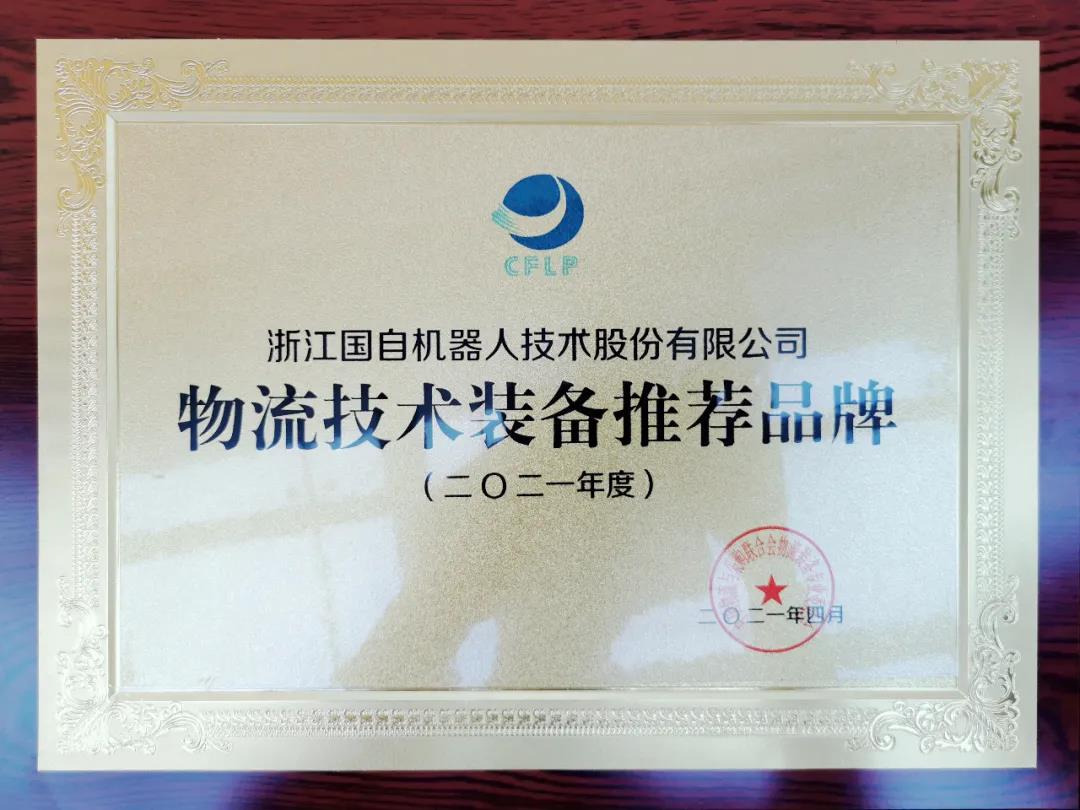 CFLP
浙江国自机器人技术股份有限公司
物流技术装备推荐品牌
（二〇二一年度）
二〇二一年四月